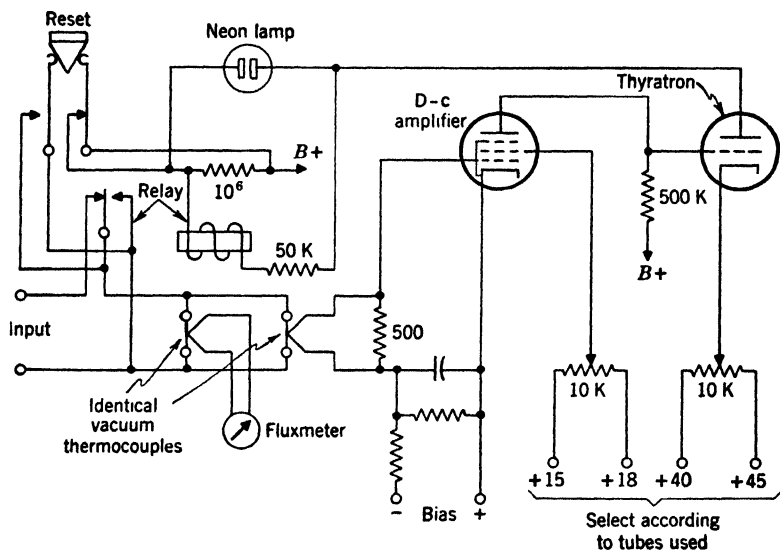 Reset
Neon lamp
Thyratron
D-c
amplifier
B+
10⁶
Relay
500 K
50 K
B+
Input
500
10 K
10 K
Identical
vacuum
thermocouples
Fluxmeter
+15
+18
+40
+45
- Bias +
Select according
to tubes used